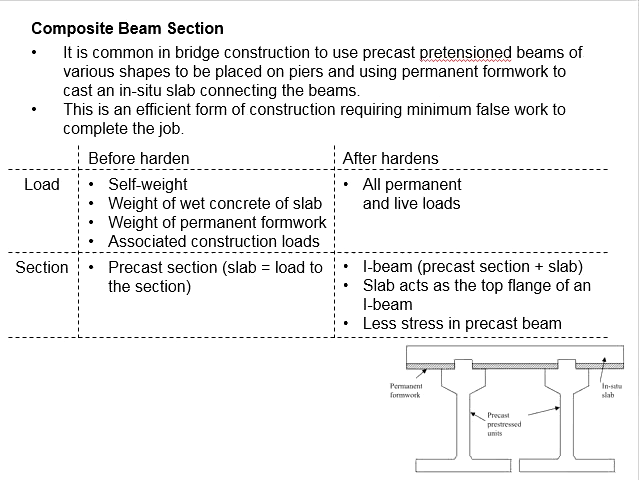 Composite Beam Section
• It is common in bridge construction to use precast pretensioned beams of
various shapes to be placed on piers and using permanent formwork to
cast an in-situ slab connecting the beams.
• This is an efficient form of construction requiring minimum false work to
complete the job.
Before harden
After hardens
Load
• Self-weight
• Weight of wet concrete of slab
• Weight of permanent formwork
• Associated construction loads
• All permanent
and live loads
Section
• Precast section (slab = load to
the section)
• I-beam (precast section + slab)
• Slab acts as the top flange of an
I-beam
• Less stress in precast beam
Permanent
formwork
In-situ
slab
Precast
prestressed
units